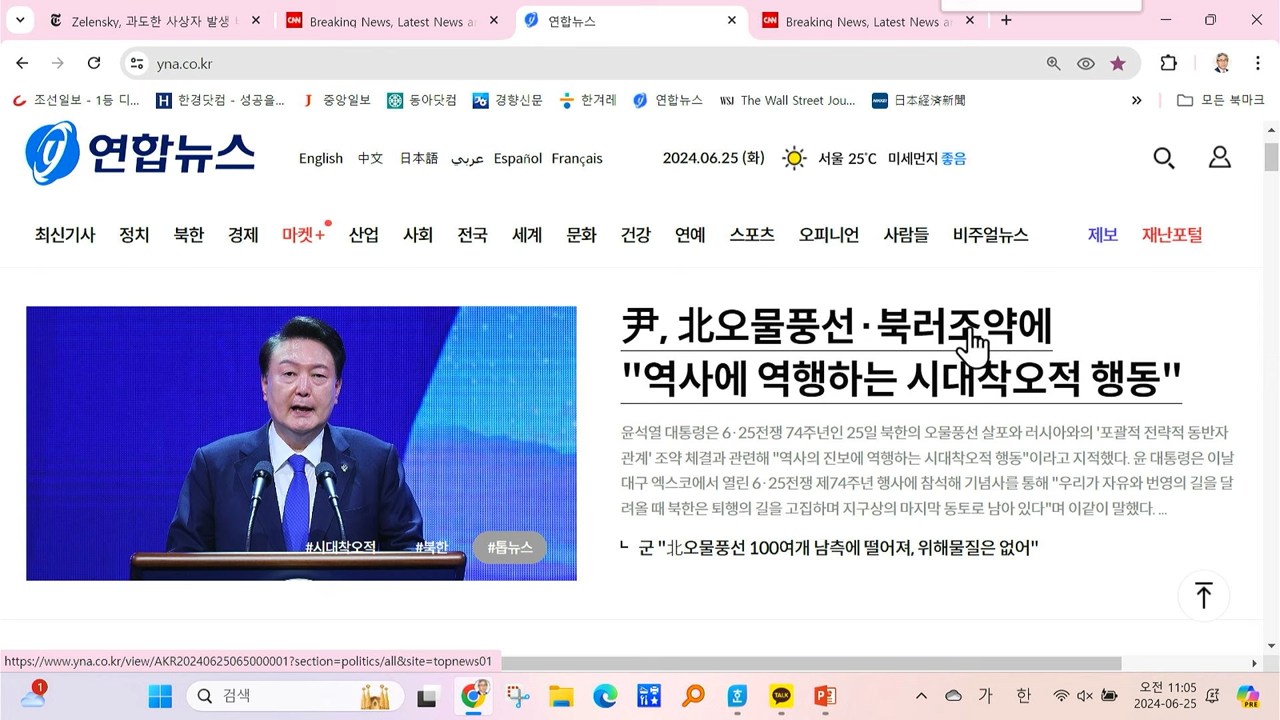 Zelensky, 과도한 사상자 발생
CNN Breaking News, Latest News a
연합뉴스
CNN Breaking News, Latest News a
yna.co.kr
조선일보 - 1등 디...
H 한경닷컴 - 성공을...
J 중앙일보
동아닷컴
경향신문
한겨레
연합뉴스
WSJ The Wall Street Jou...
NIKKEI 日本経済新聞
모든 북마크
연합뉴스
English 中文 日本語 عربي Español Français
2024.06.25 (화) 서울 25℃ 미세먼지 좋음
최신기사 정치 북한 경제 마켓+ 산업 사회 전국 세계 문화 건강 연예 스포츠 오피니언 사람들 비주얼뉴스 제보 재난포털
尹, 北오물풍선·북러조약에
"역사에 역행하는 시대착오적 행동"
윤석열 대통령은 6·25전쟁 74주년인 25일 북한의 오물풍선 살포와 러시아와의 '포괄적 전략적 동반자
관계' 조약 체결과 관련해 "역사의 진보에 역행하는 시대착오적 행동"이라고 지적했다. 윤 대통령은 이날
대구 엑스코에서 열린 6·25전쟁 제74주년 행사에 참석해 기념사를 통해 "우리가 자유와 번영의 길을 달
려올 때 북한은 퇴행의 길을 고집하며 지구상의 마지막 동토로 남아 있다"며 이같이 말했다. ...
#시대착오적 #북한 #톱뉴스
군 "北오물풍선 100여개 남측에 떨어져, 위해물질은 없어"
https://www.yna.co.kr/view/AKR20240625065000001?section=politics/all&site=topnews01
1
검색
TALK
가
한
오전 11:05
2024-06-25
PRE